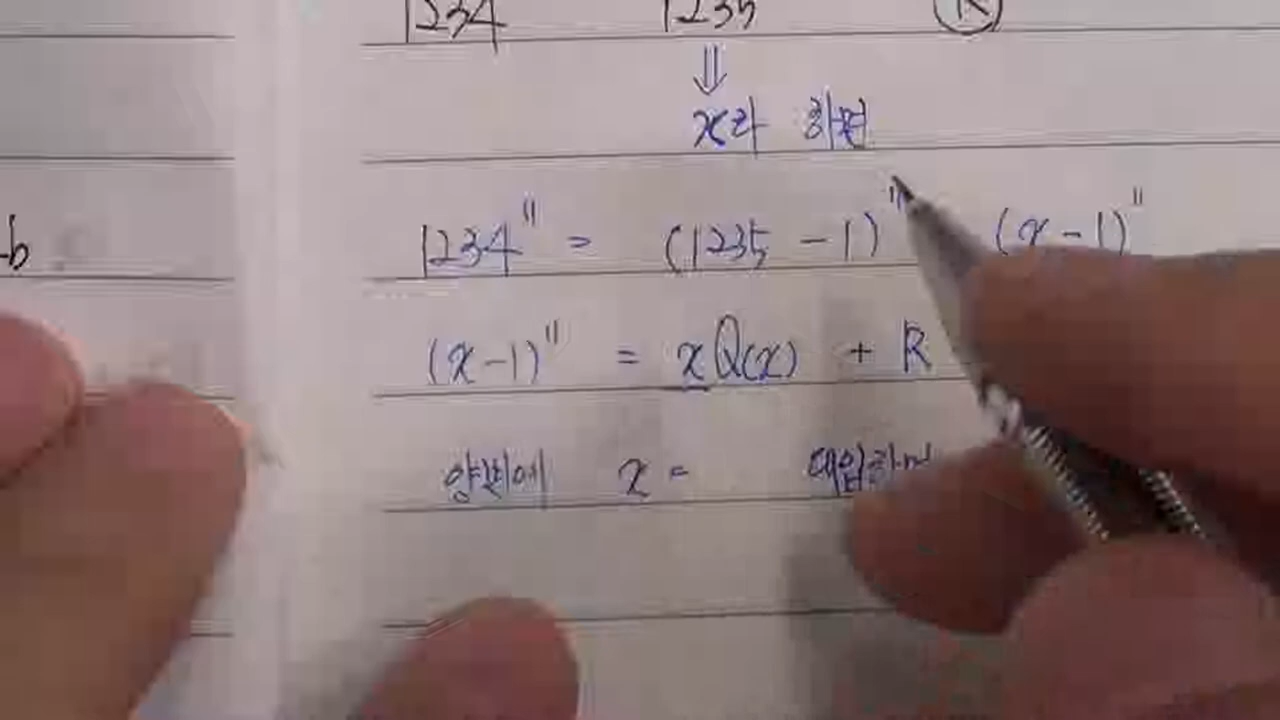 1234 1235 R
⇓
x라 하면
1234¹¹ = (1235 - 1)¹¹ (x - 1)¹¹
(x - 1)¹¹ = xQ(x) + R
-b
양변에 x = 대입하면